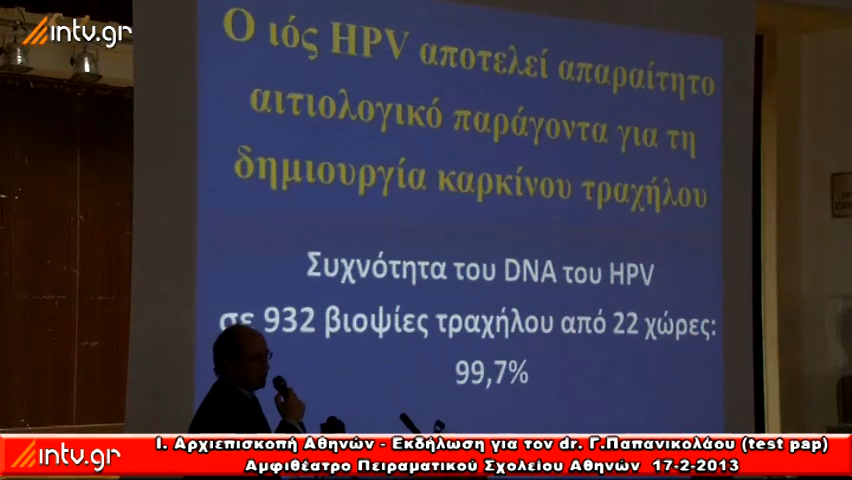 intv.gr
Ο ιός HPV αποτελεί απαραίτητο
αιτιολογικό παράγοντα για τη
δημιουργία καρκίνου τραχήλου
Συχνότητα του DNA του HPV
σε 932 βιοψίες τραχήλου από 22 χώρες:
99,7%
intv.gr
Ι. Αρχιεπισκοπή Αθηνών - Εκδήλωση για τον dr. Γ.Παπανικολάου (test pap)
Αμφιθέατρο Πειραματικού Σχολείου Αθηνών 17-2-2013